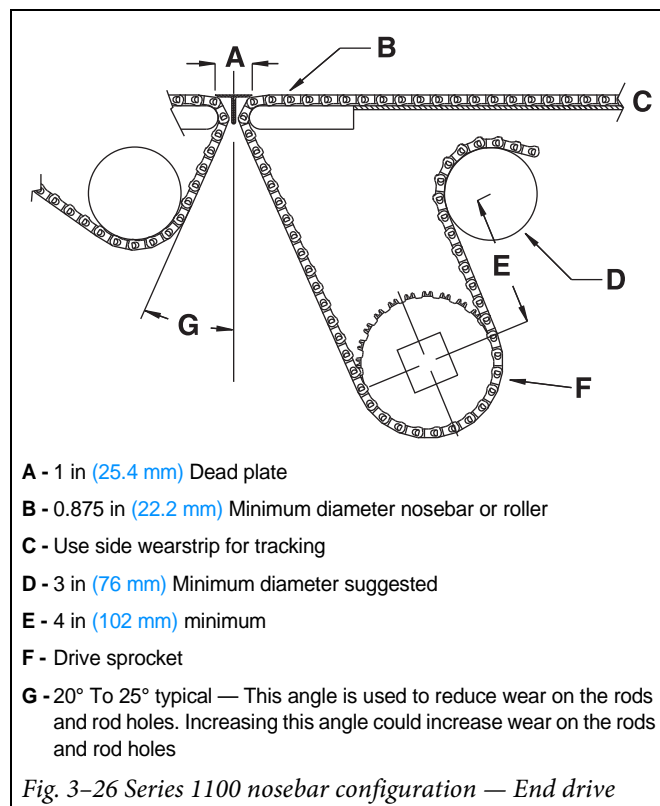 A
B
C
D
E
F
G
A - 1 in (25.4 mm) Dead plate
B - 0.875 in (22.2 mm) Minimum diameter nosebar or roller
C - Use side wearstrip for tracking
D - 3 in (76 mm) Minimum diameter suggested
E - 4 in (102 mm) minimum
F - Drive sprocket
G - 20° To 25° typical — This angle is used to reduce wear on the rods
and rod holes. Increasing this angle could increase wear on the rods
and rod holes
Fig. 3–26 Series 1100 nosebar configuration — End drive